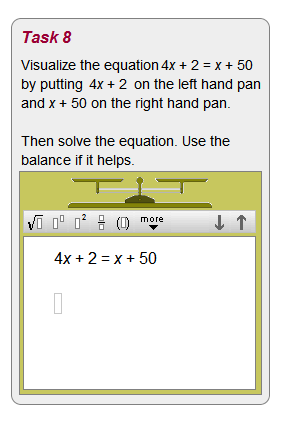 Task 8
Visualize the equation 4x + 2 = x + 50
by putting 4x + 2 on the left hand pan
and x + 50 on the right hand pan.
Then solve the equation. Use the
balance if it helps.
more
4x + 2 = x + 50